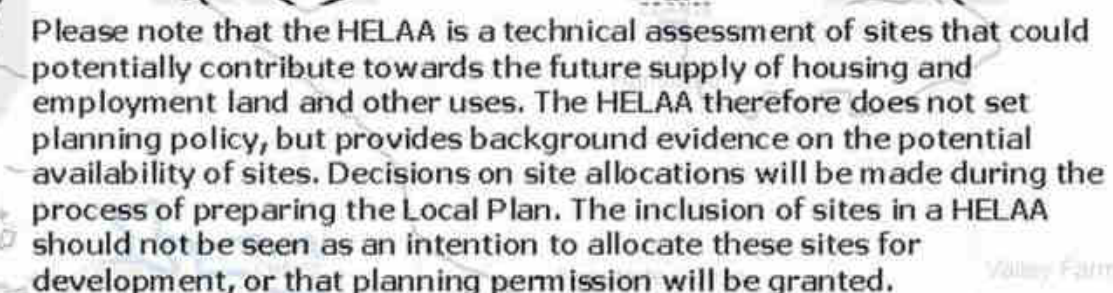 Please note that the HELAA is a technical assessment of sites that could
potentially contribute towards the future supply of housing and
employment land and other uses. The HELAA therefore does not set
planning policy, but provides background evidence on the potential
availability of sites. Decisions on site allocations will be made during the
process of preparing the Local Plan. The inclusion of sites in a HELAA
should not be seen as an intention to allocate these sites for
development, or that planning permission will be granted.
Valley Farm